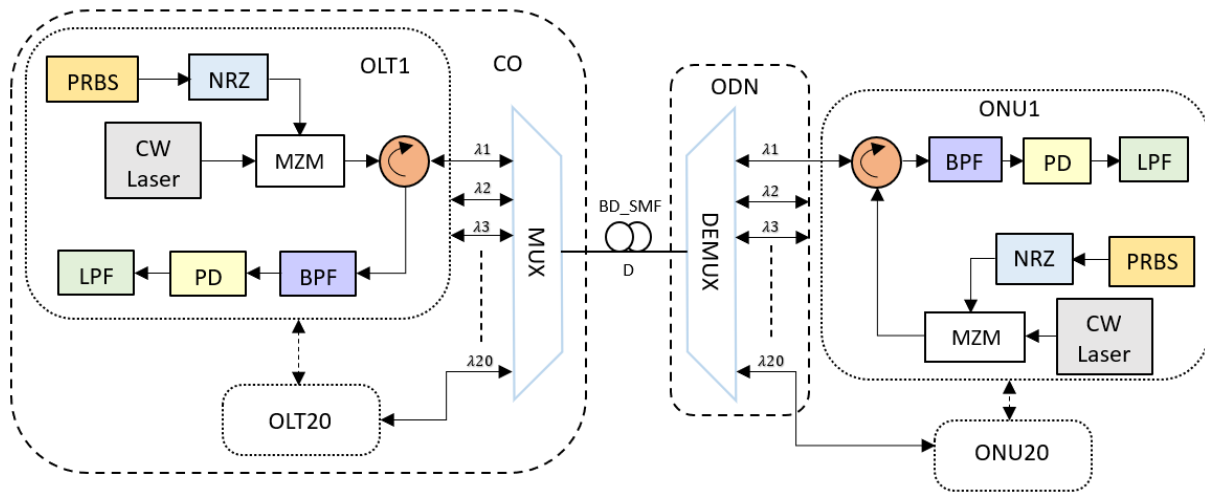 OLT1
CO
PRBS
NRZ
CW
Laser
MZM
λ1
λ2
λ3
LPF
PD
BPF
MUX
λ20
OLT20
BD_SMF
D
ODN
DEMUX
λ1
λ2
λ3
λ20
ONU1
BPF
PD
LPF
NRZ
PRBS
MZM
CW
Laser
ONU20